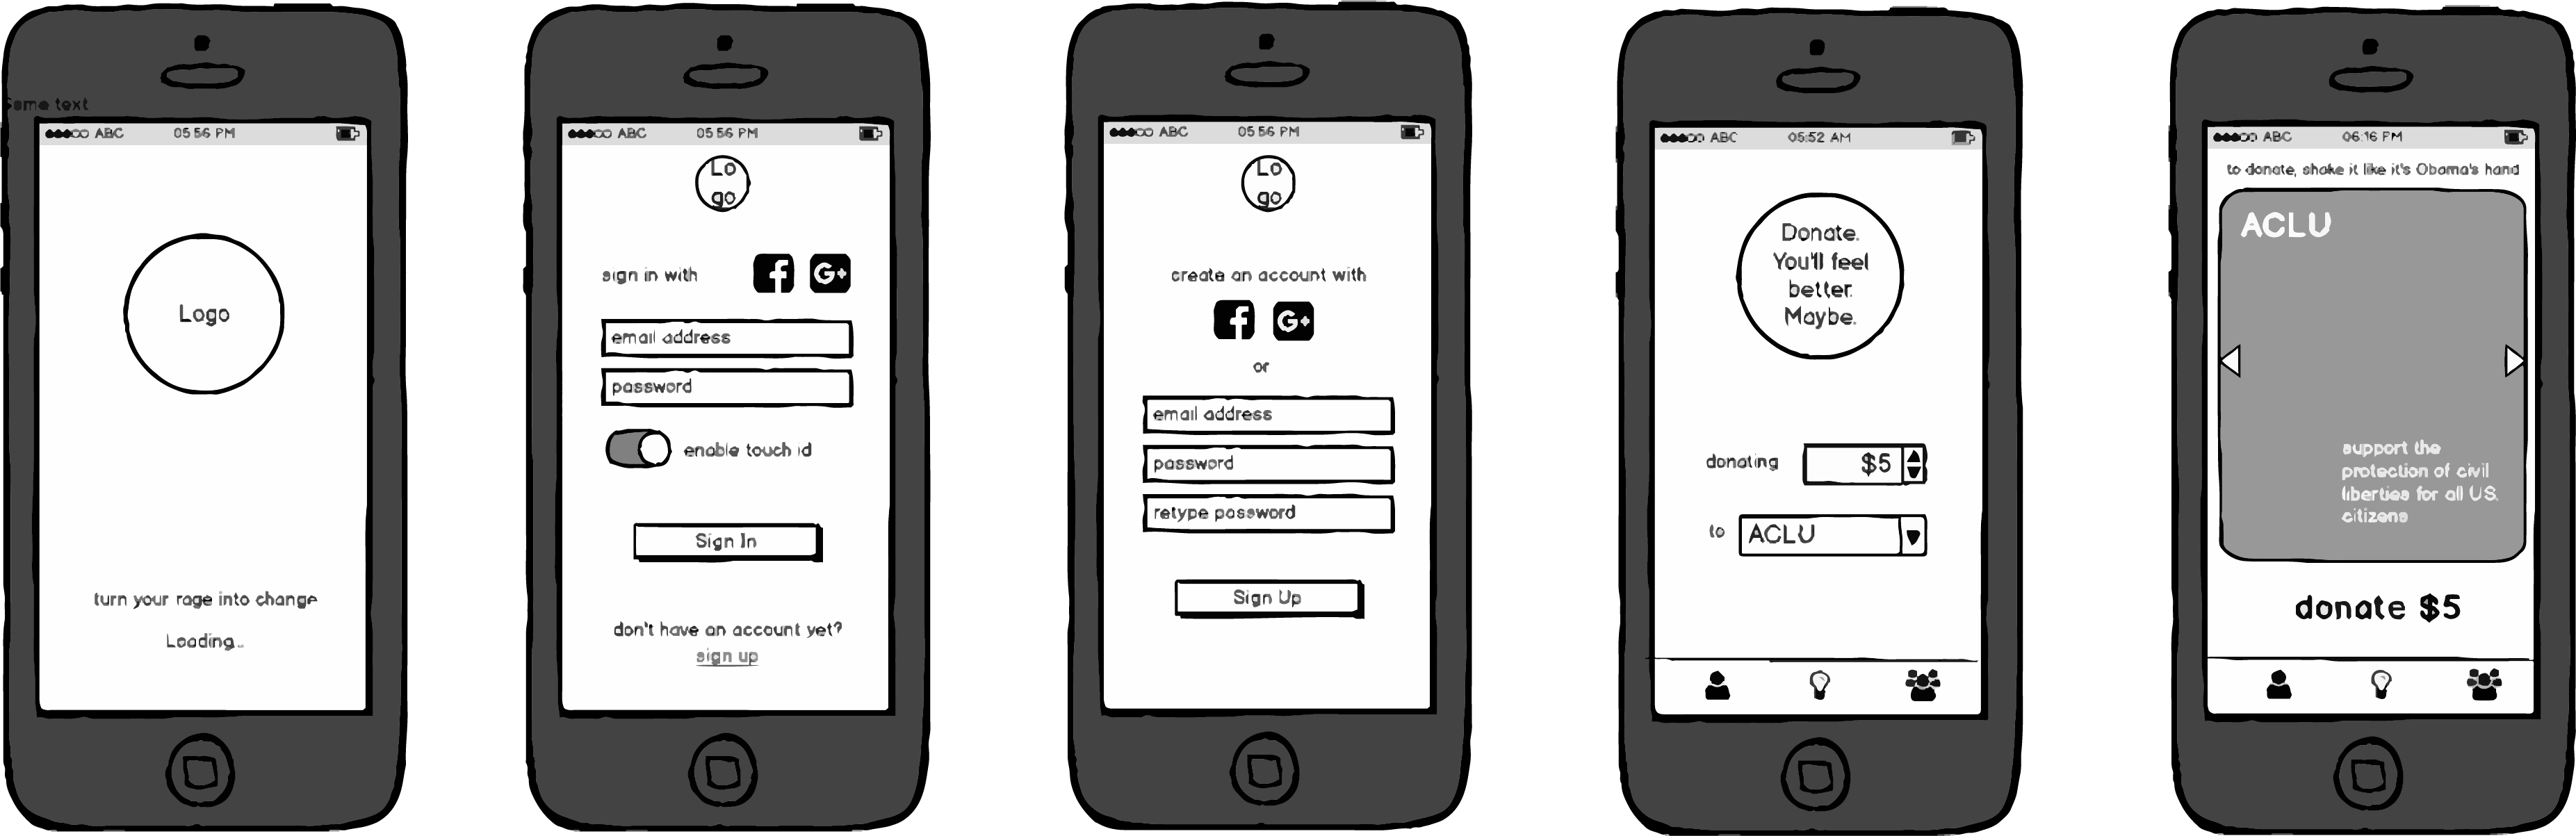 Some text
ABC 05:56 PM
Logo
turn your rage into change
Loading...
ABC 05:56 PM
Lo
go
sign in with
G+
email address
password
enable touch id
Sign In
don't have an account yet?
sign up
ABC 05:56 PM
Lo
go
create an account with
G+
or
email address
password
retype password
Sign Up
ABC 05:52 AM
Donate.
You'll feel
better.
Maybe.
donating $5
to ACLU
ABC 06:16 PM
to donate, shake it like it's Obama's hand
ACLU
support the
protection of civil
liberties for all US
citizens
donate $5